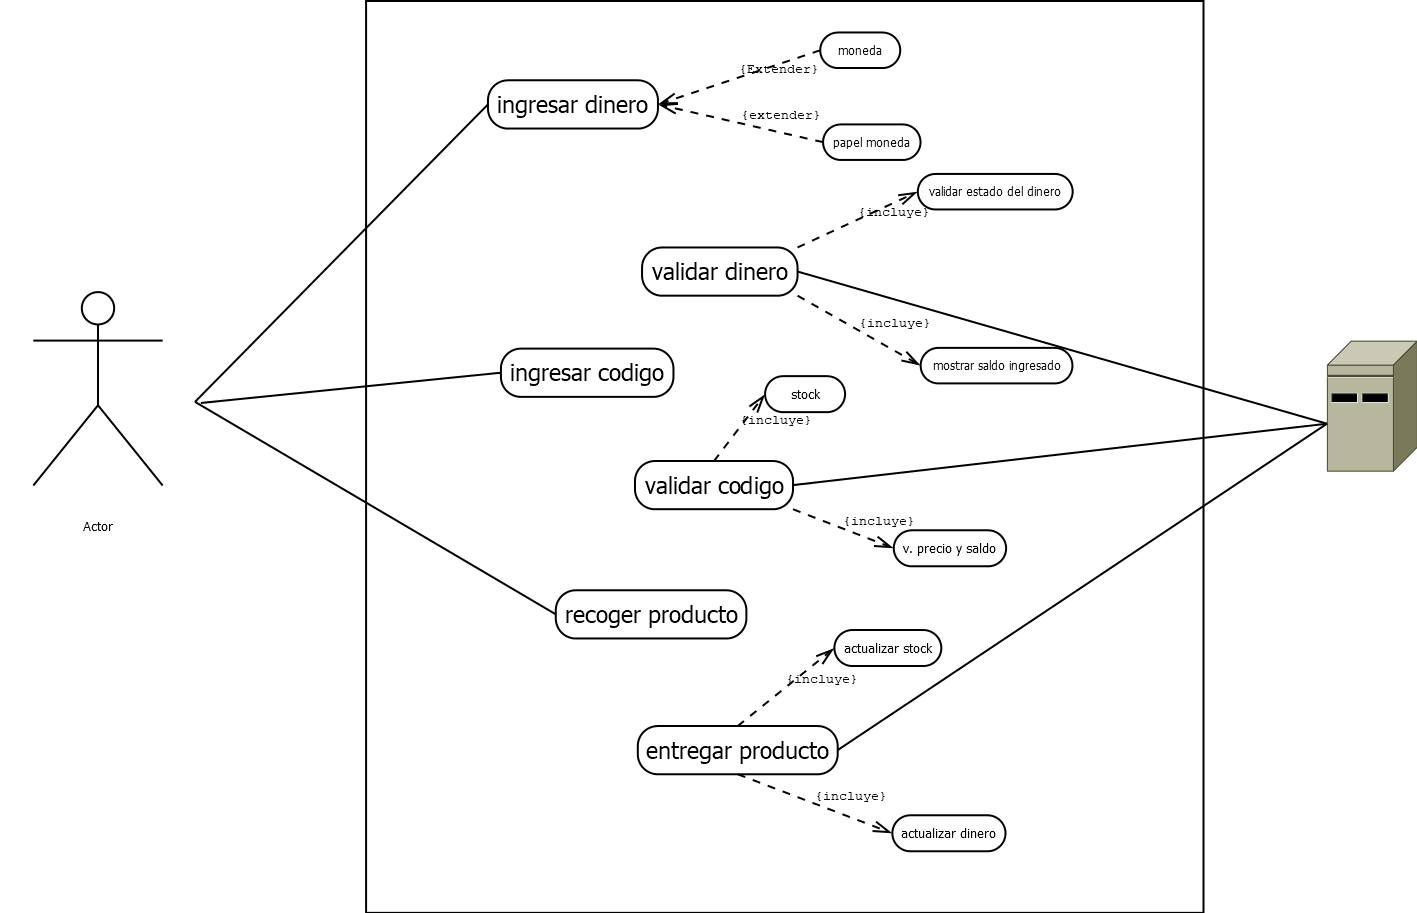 moneda
{Extender}
ingresar dinero
{extender}
papel moneda
validar estado del dinero
{incluye}
validar dinero
{incluye}
mostrar saldo ingresado
ingresar codigo
stock
{incluye}
validar codigo
{incluye}
v. precio y saldo
Actor
recoger producto
actualizar stock
{incluye}
entregar producto
{incluye}
actualizar dinero